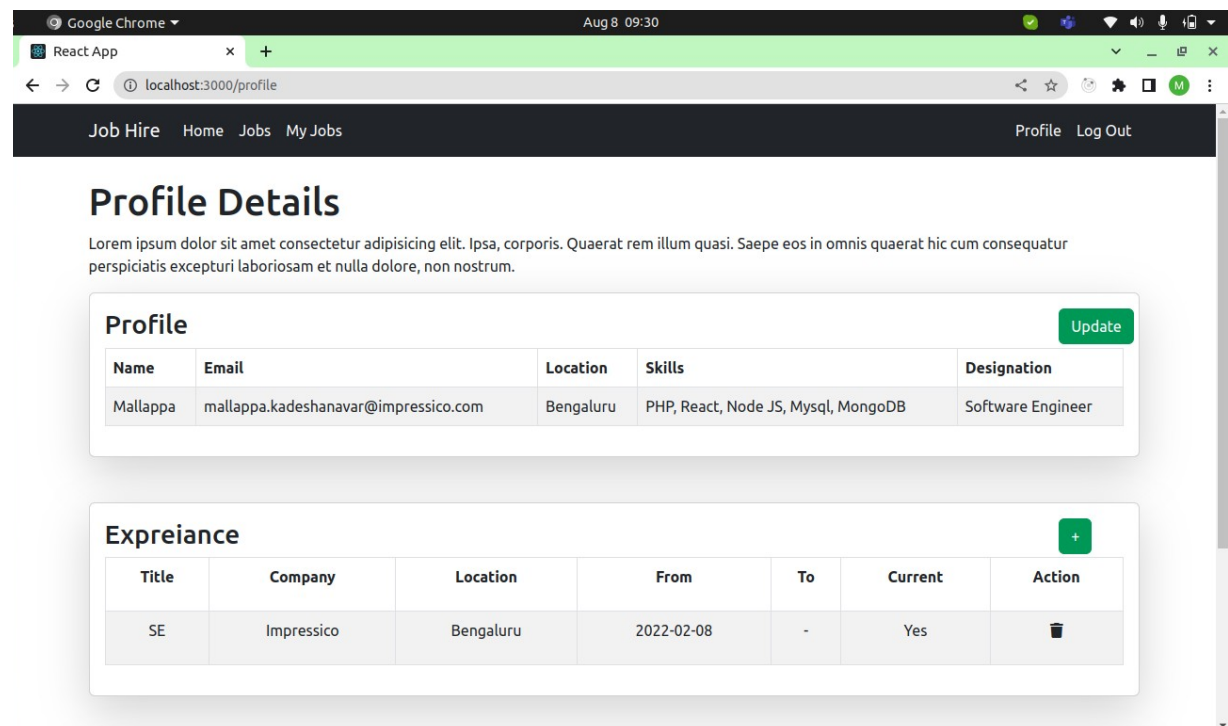 Google Chrome Aug 8 09:30
React App
localhost:3000/profile M
Job Hire Home Jobs My Jobs Profile Log Out
Profile Details
Lorem ipsum dolor sit amet consectetur adipisicing elit. Ipsa, corporis. Quaerat rem illum quasi. Saepe eos in omnis quaerat hic cum consequatur
perspiciatis excepturi laboriosam et nulla dolore, non nostrum.
Profile Update
Name Email Location Skills Designation
Mallappa mallappa.kadeshanavar@impressico.com Bengaluru PHP, React, Node JS, Mysql, MongoDB Software Engineer
Expreiance +
Title Company Location From To Current Action
SE Impressico Bengaluru 2022-02-08 - Yes